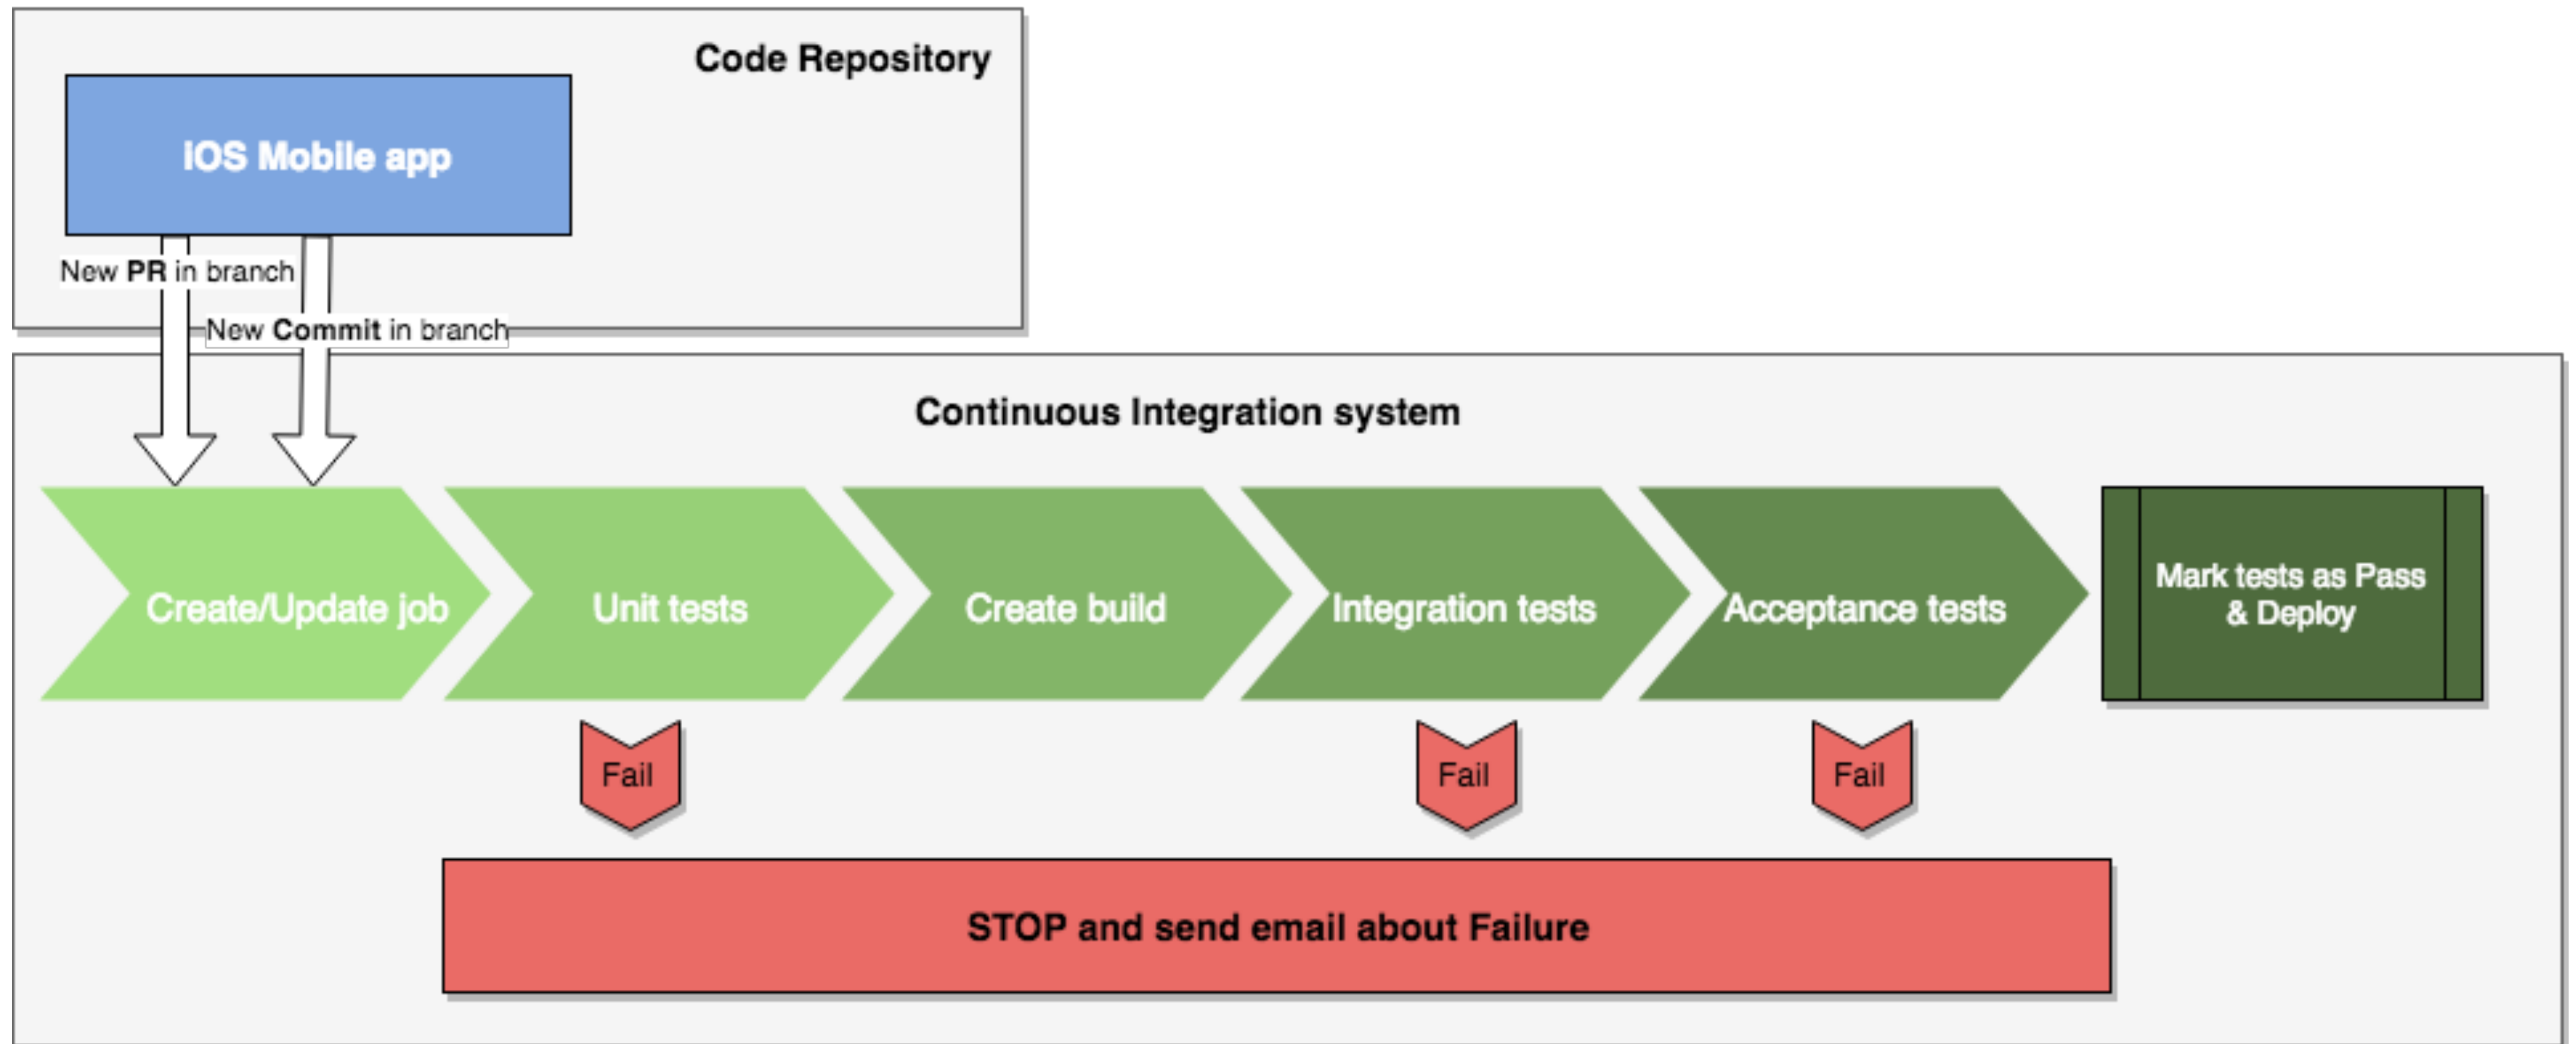 Code Repository
iOS Mobile app
New PR in branch
New Commit in branch
Continuous Integration system
Create/Update job
Unit tests
Create build
Integration tests
Acceptance tests
Mark tests as Pass
& Deploy
Fail
Fail
Fail
STOP and send email about Failure